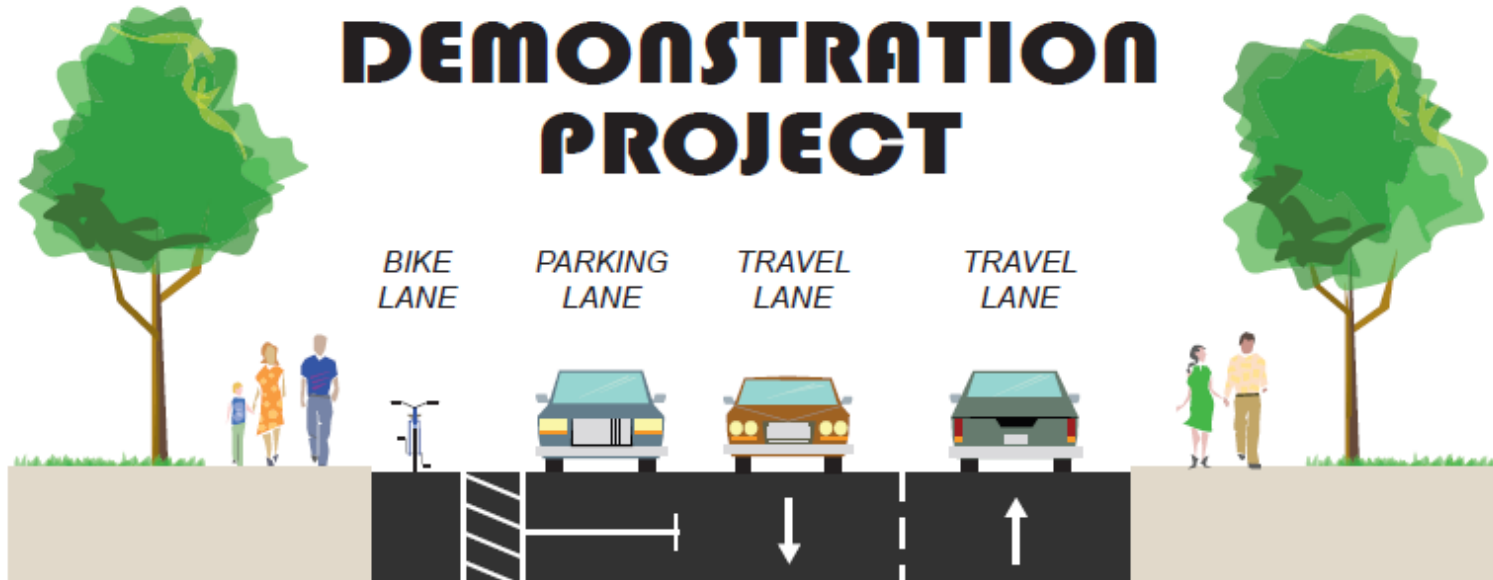 DEMONSTRATION
PROJECT
BIKE
LANE
PARKING
LANE
TRAVEL
LANE
TRAVEL
LANE